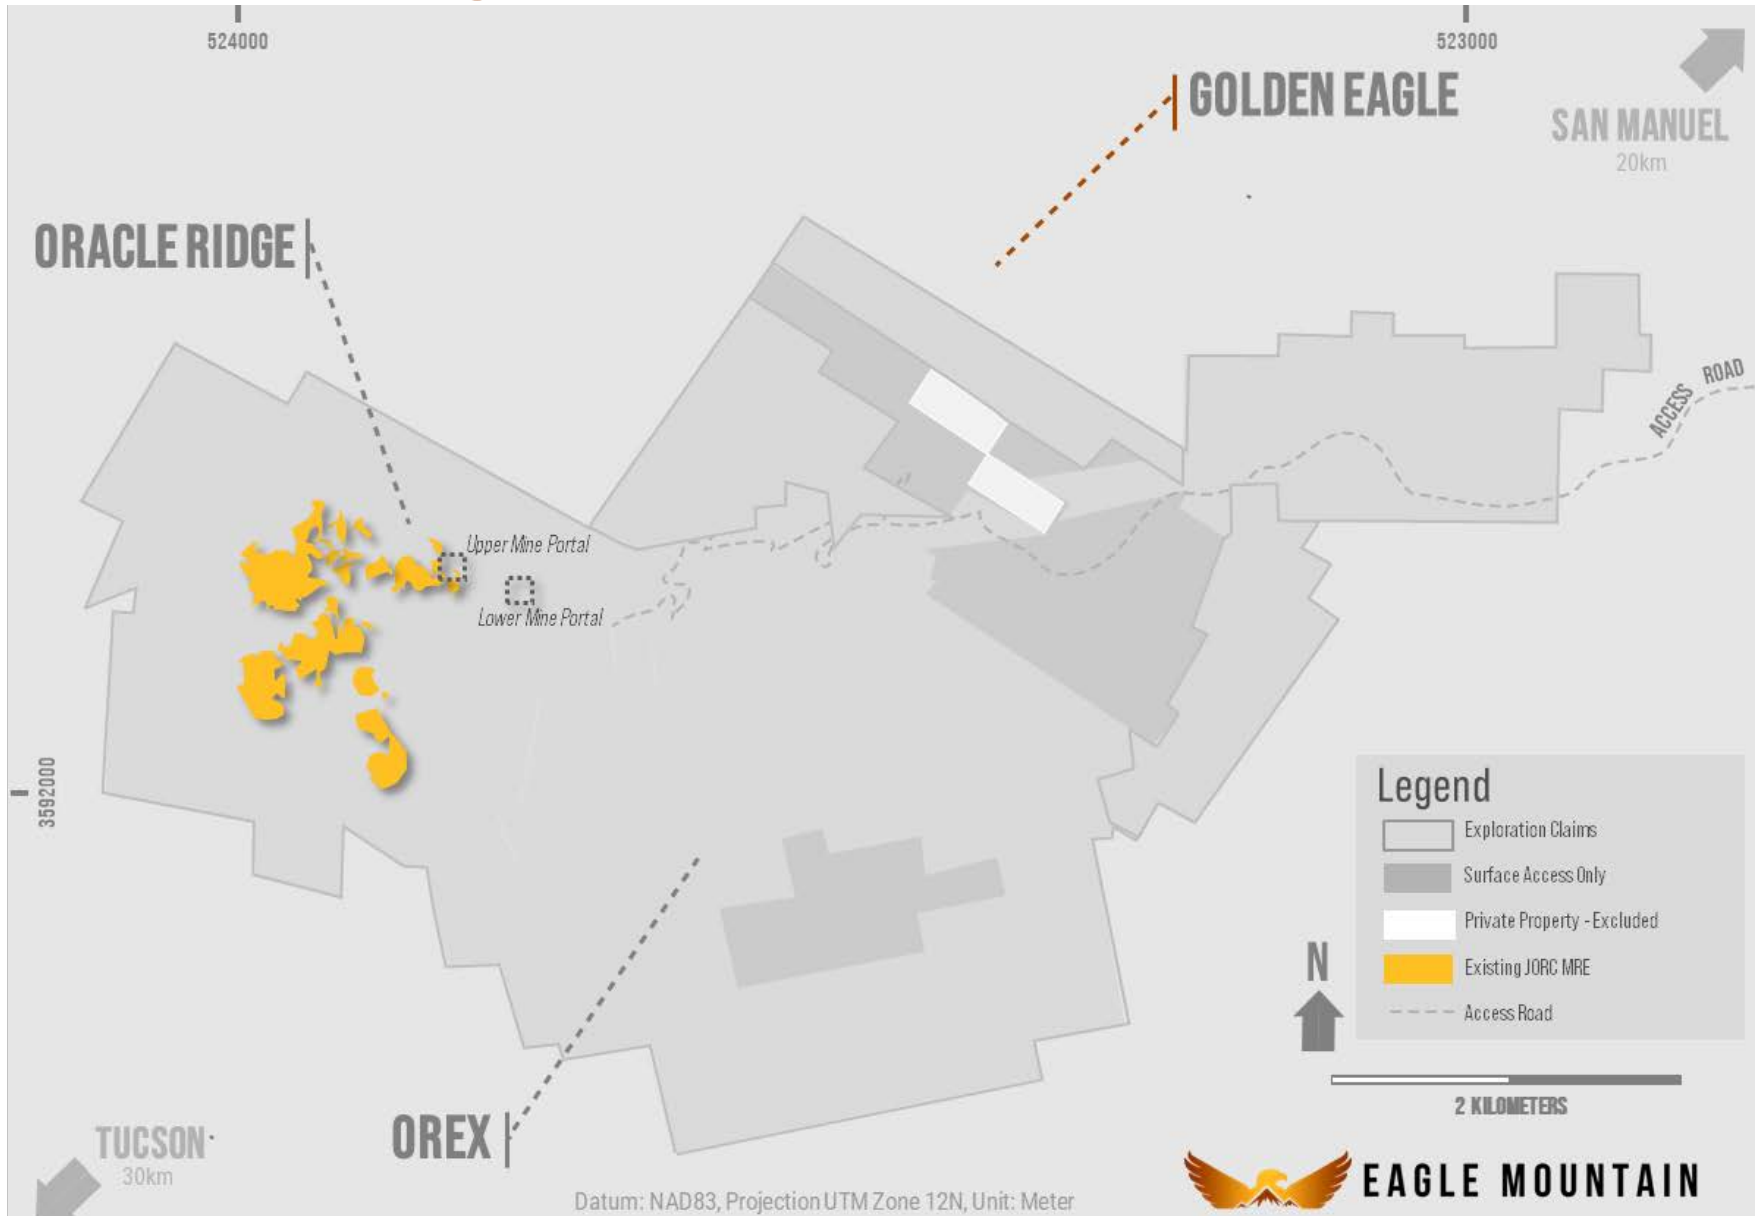 524000
523000
GOLDEN EAGLE
SAN MANUEL
20km
ORACLE RIDGE
ACCESS ROAD
Upper Mine Portal
Lower Mine Portal
3592000
Legend
Exploration Claims
Surface Access Only
Private Property - Excluded
Existing JORC MRE
Access Road
N
2 KILOMETERS
OREX
TUCSON
30km
Datum: NAD83, Projection UTM Zone 12N, Unit: Meter
EAGLE MOUNTAIN